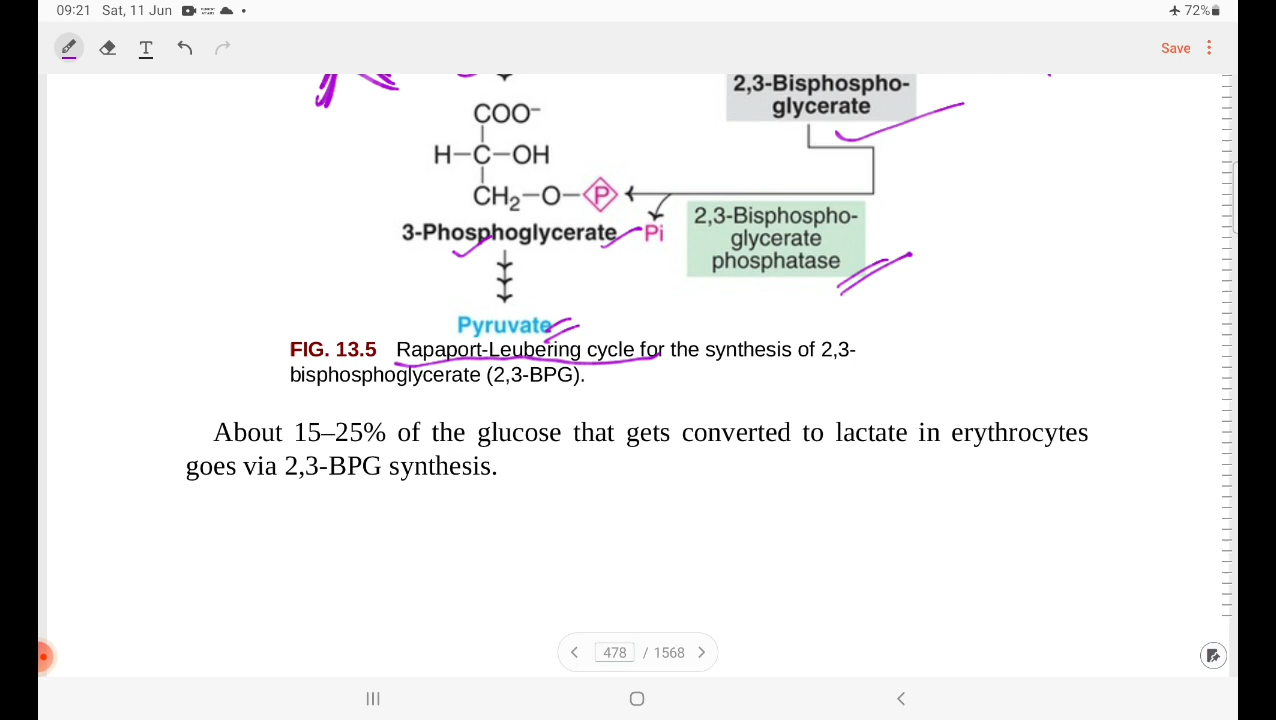 09:21 Sat, 11 Jun
72%
T
Save
2,3-Bisphospho-
glycerate
COO⁻
H–C–OH
CH₂–O–P
3-Phosphoglycerate
Pi
2,3-Bisphospho-
glycerate
phosphatase
Pyruvate
FIG. 13.5 Rapaport-Leubering cycle for the synthesis of 2,3-
bisphosphoglycerate (2,3-BPG).
About 15–25% of the glucose that gets converted to lactate in erythrocytes
goes via 2,3-BPG synthesis.
478 / 1568